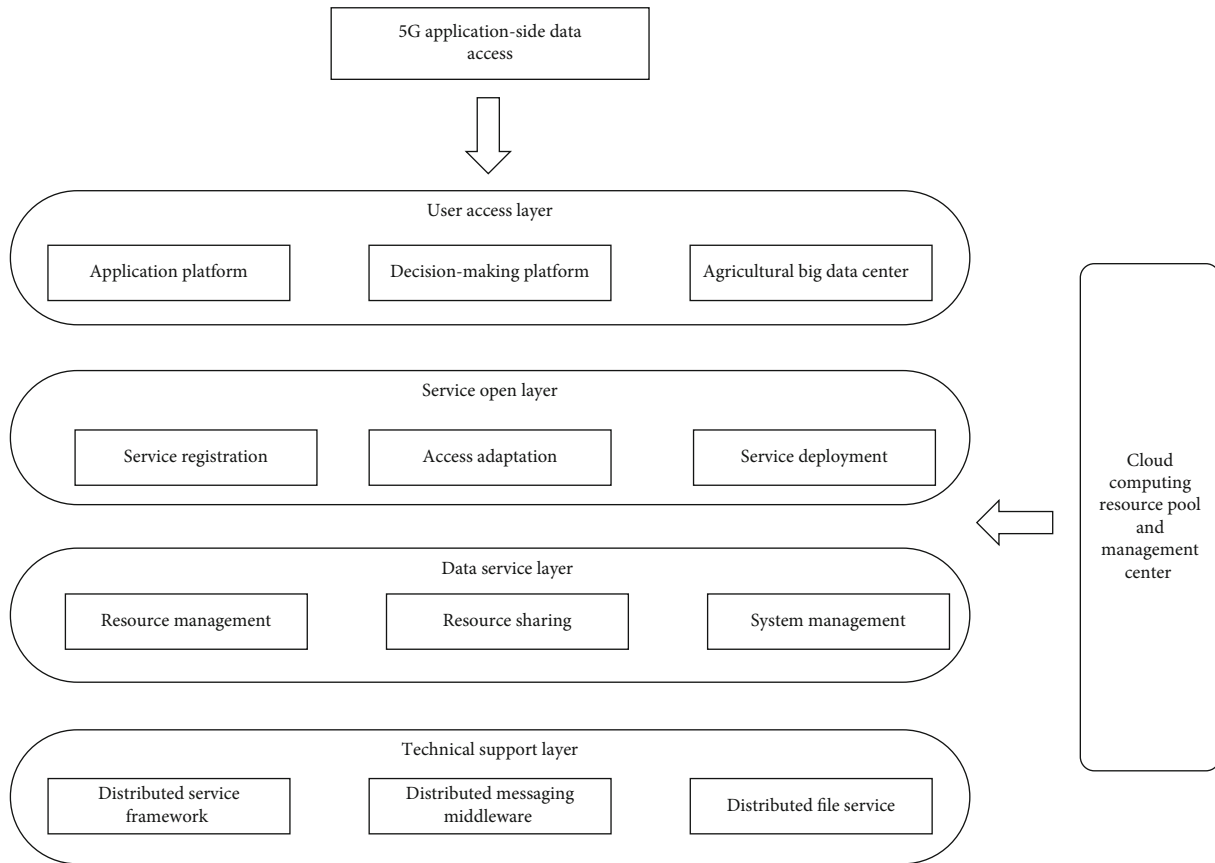 5G application-side data
access
User access layer
Application platform
Decision-making platform
Agricultural big data center
Service open layer
Service registration
Access adaptation
Service deployment
Data service layer
Resource management
Resource sharing
System management
Technical support layer
Distributed service
framework
Distributed messaging
middleware
Distributed file service
Cloud
computing
resource pool
and
management
center